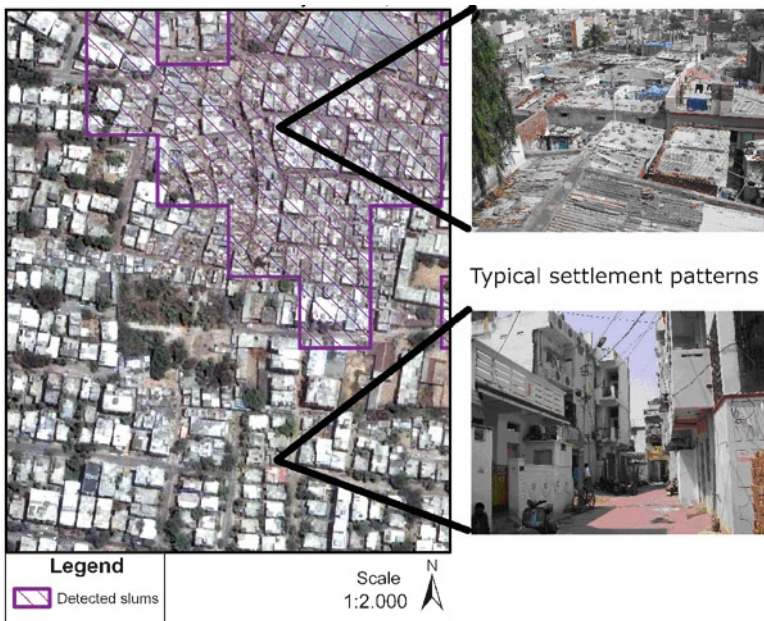 Typical settlement patterns
Legend
Detected slums
Scale
1:2.000
N